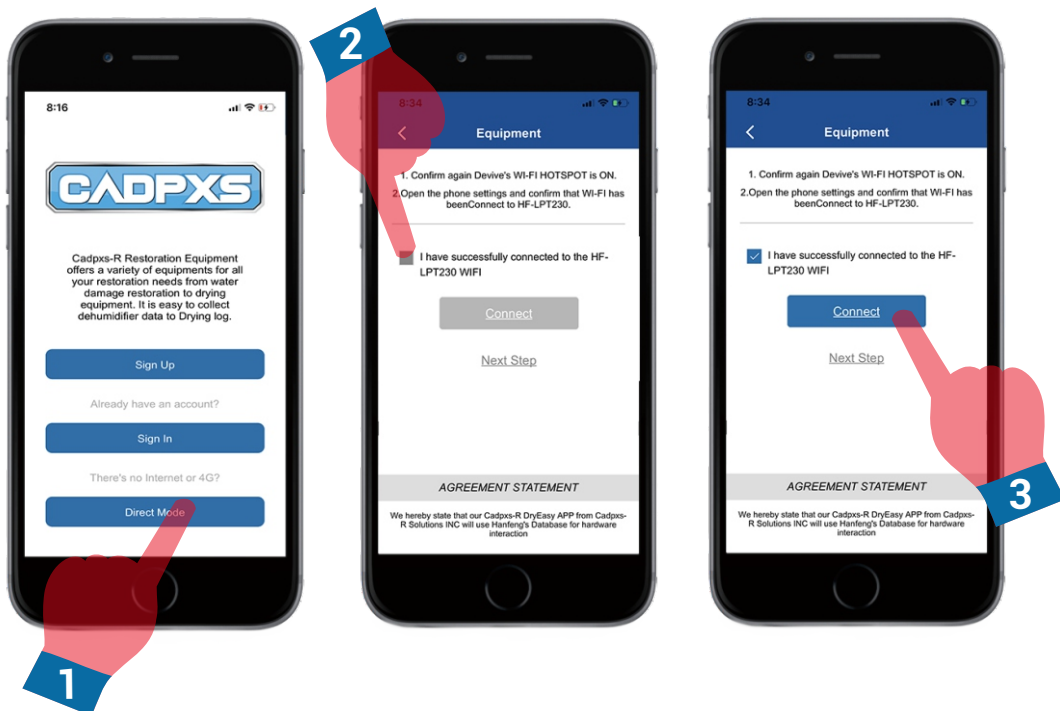 8:16
CADPXS
Cadpxs-R Restoration Equipment
offers a variety of equipments for all
your restoration needs from water
damage restoration to drying
equipment. It is easy to collect
dehumidifier data to Drying log.
Sign Up
Already have an account?
Sign In
There's no Internet or 4G?
Direct Mode
1
2
8:34
Equipment
1. Confirm again Devive's WI-FI HOTSPOT is ON.
2.Open the phone settings and confirm that WI-FI has
beenConnect to HF-LPT230.
I have successfully connected to the HF-
LPT230 WIFI
Connect
Next Step
AGREEMENT STATEMENT
We hereby state that our Cadpxs-R DryEasy APP from Cadpxs-
R Solutions INC will use Hanfeng's Database for hardware
interaction
8:34
Equipment
1. Confirm again Devive's WI-FI HOTSPOT is ON.
2.Open the phone settings and confirm that WI-FI has
beenConnect to HF-LPT230.
I have successfully connected to the HF-
LPT230 WIFI
Connect
Next Step
3
AGREEMENT STATEMENT
We hereby state that our Cadpxs-R DryEasy APP from Cadpxs-
R Solutions INC will use Hanfeng's Database for hardware
interaction